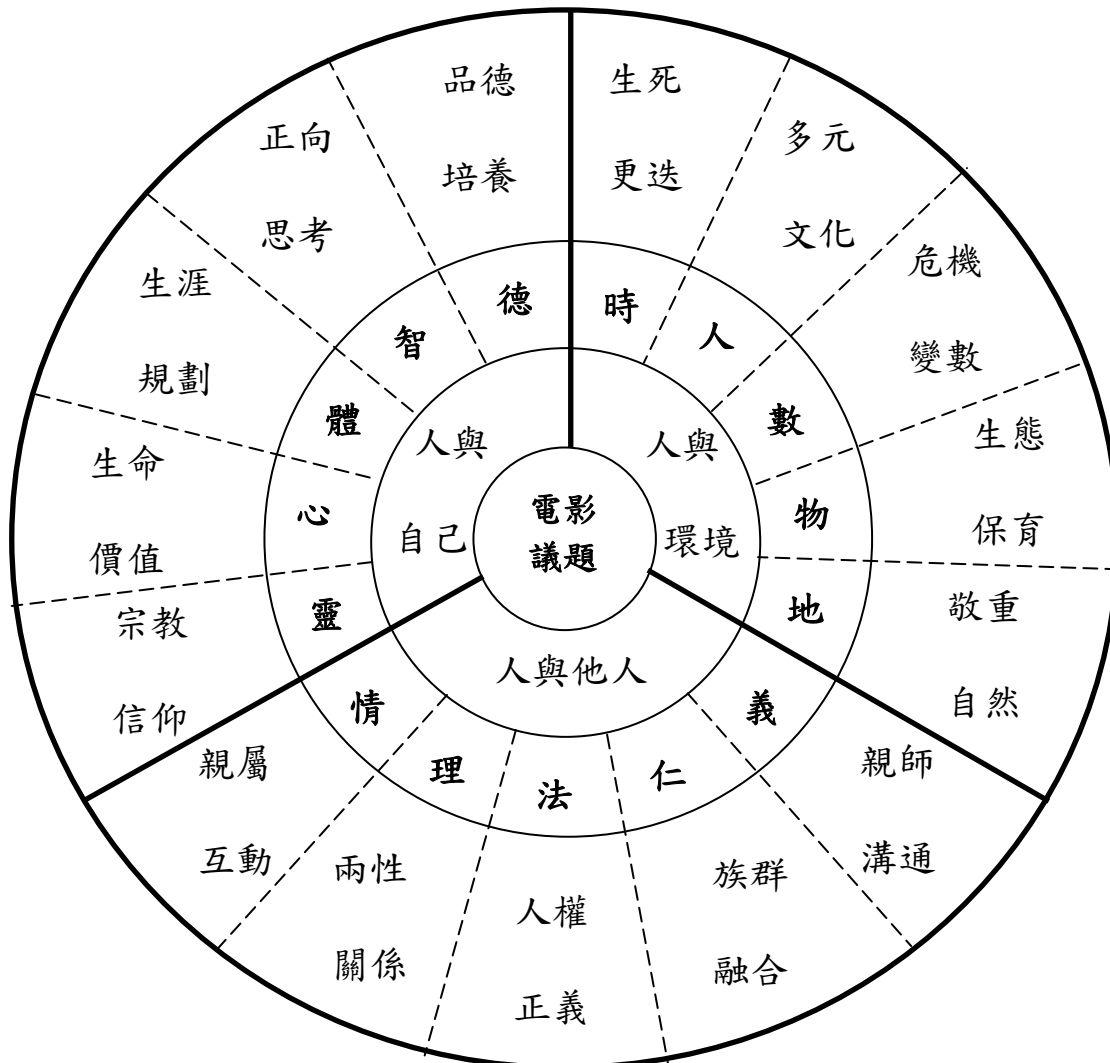 電影
議題
人與
自己
人與
環境
人與他人
德
智
體
心
靈
時
人
數
物
地
情
理
法
仁
義
品德
培養
正向
思考
生涯
規劃
生命
價值
宗教
信仰
生死
更迭
多元
文化
危機
變數
生態
保育
敬重
自然
親屬
互動
兩性
關係
人權
正義
族群
融合
親師
溝通